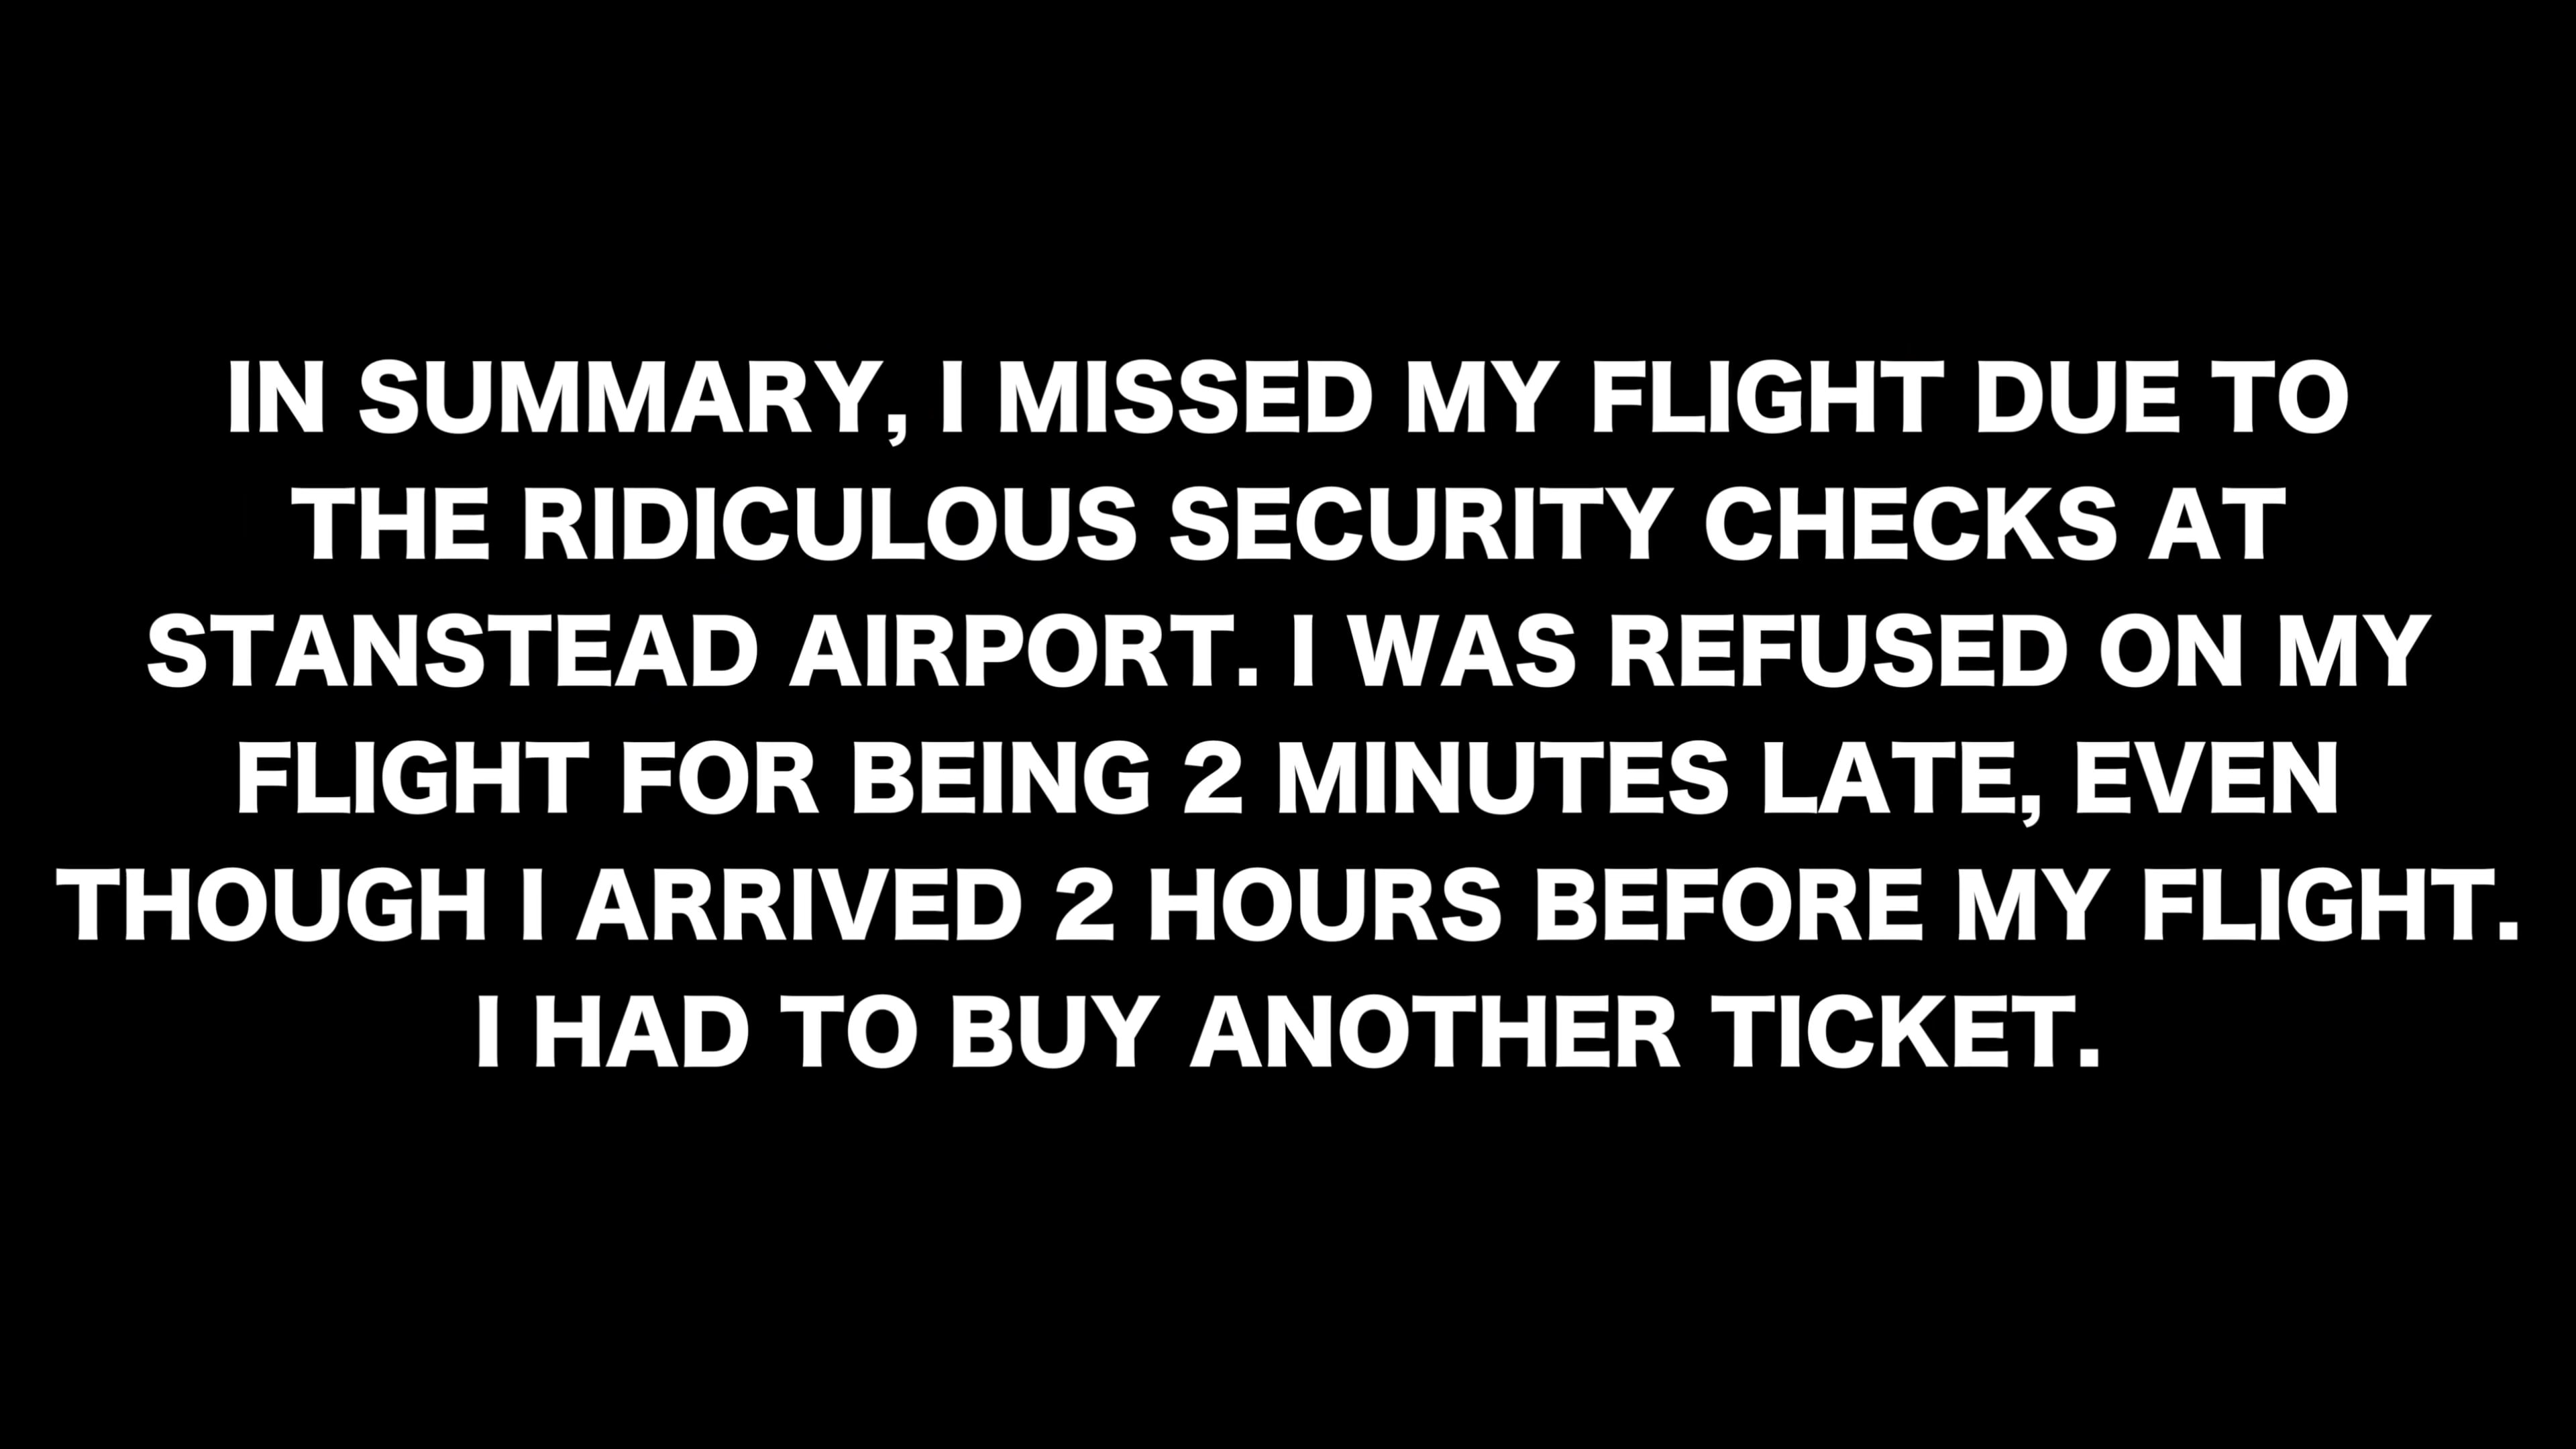 IN SUMMARY, I MISSED MY FLIGHT DUE TO
THE RIDICULOUS SECURITY CHECKS AT
STANSTEAD AIRPORT. I WAS REFUSED ON MY
FLIGHT FOR BEING 2 MINUTES LATE, EVEN
THOUGH I ARRIVED 2 HOURS BEFORE MY FLIGHT.
I HAD TO BUY ANOTHER TICKET.